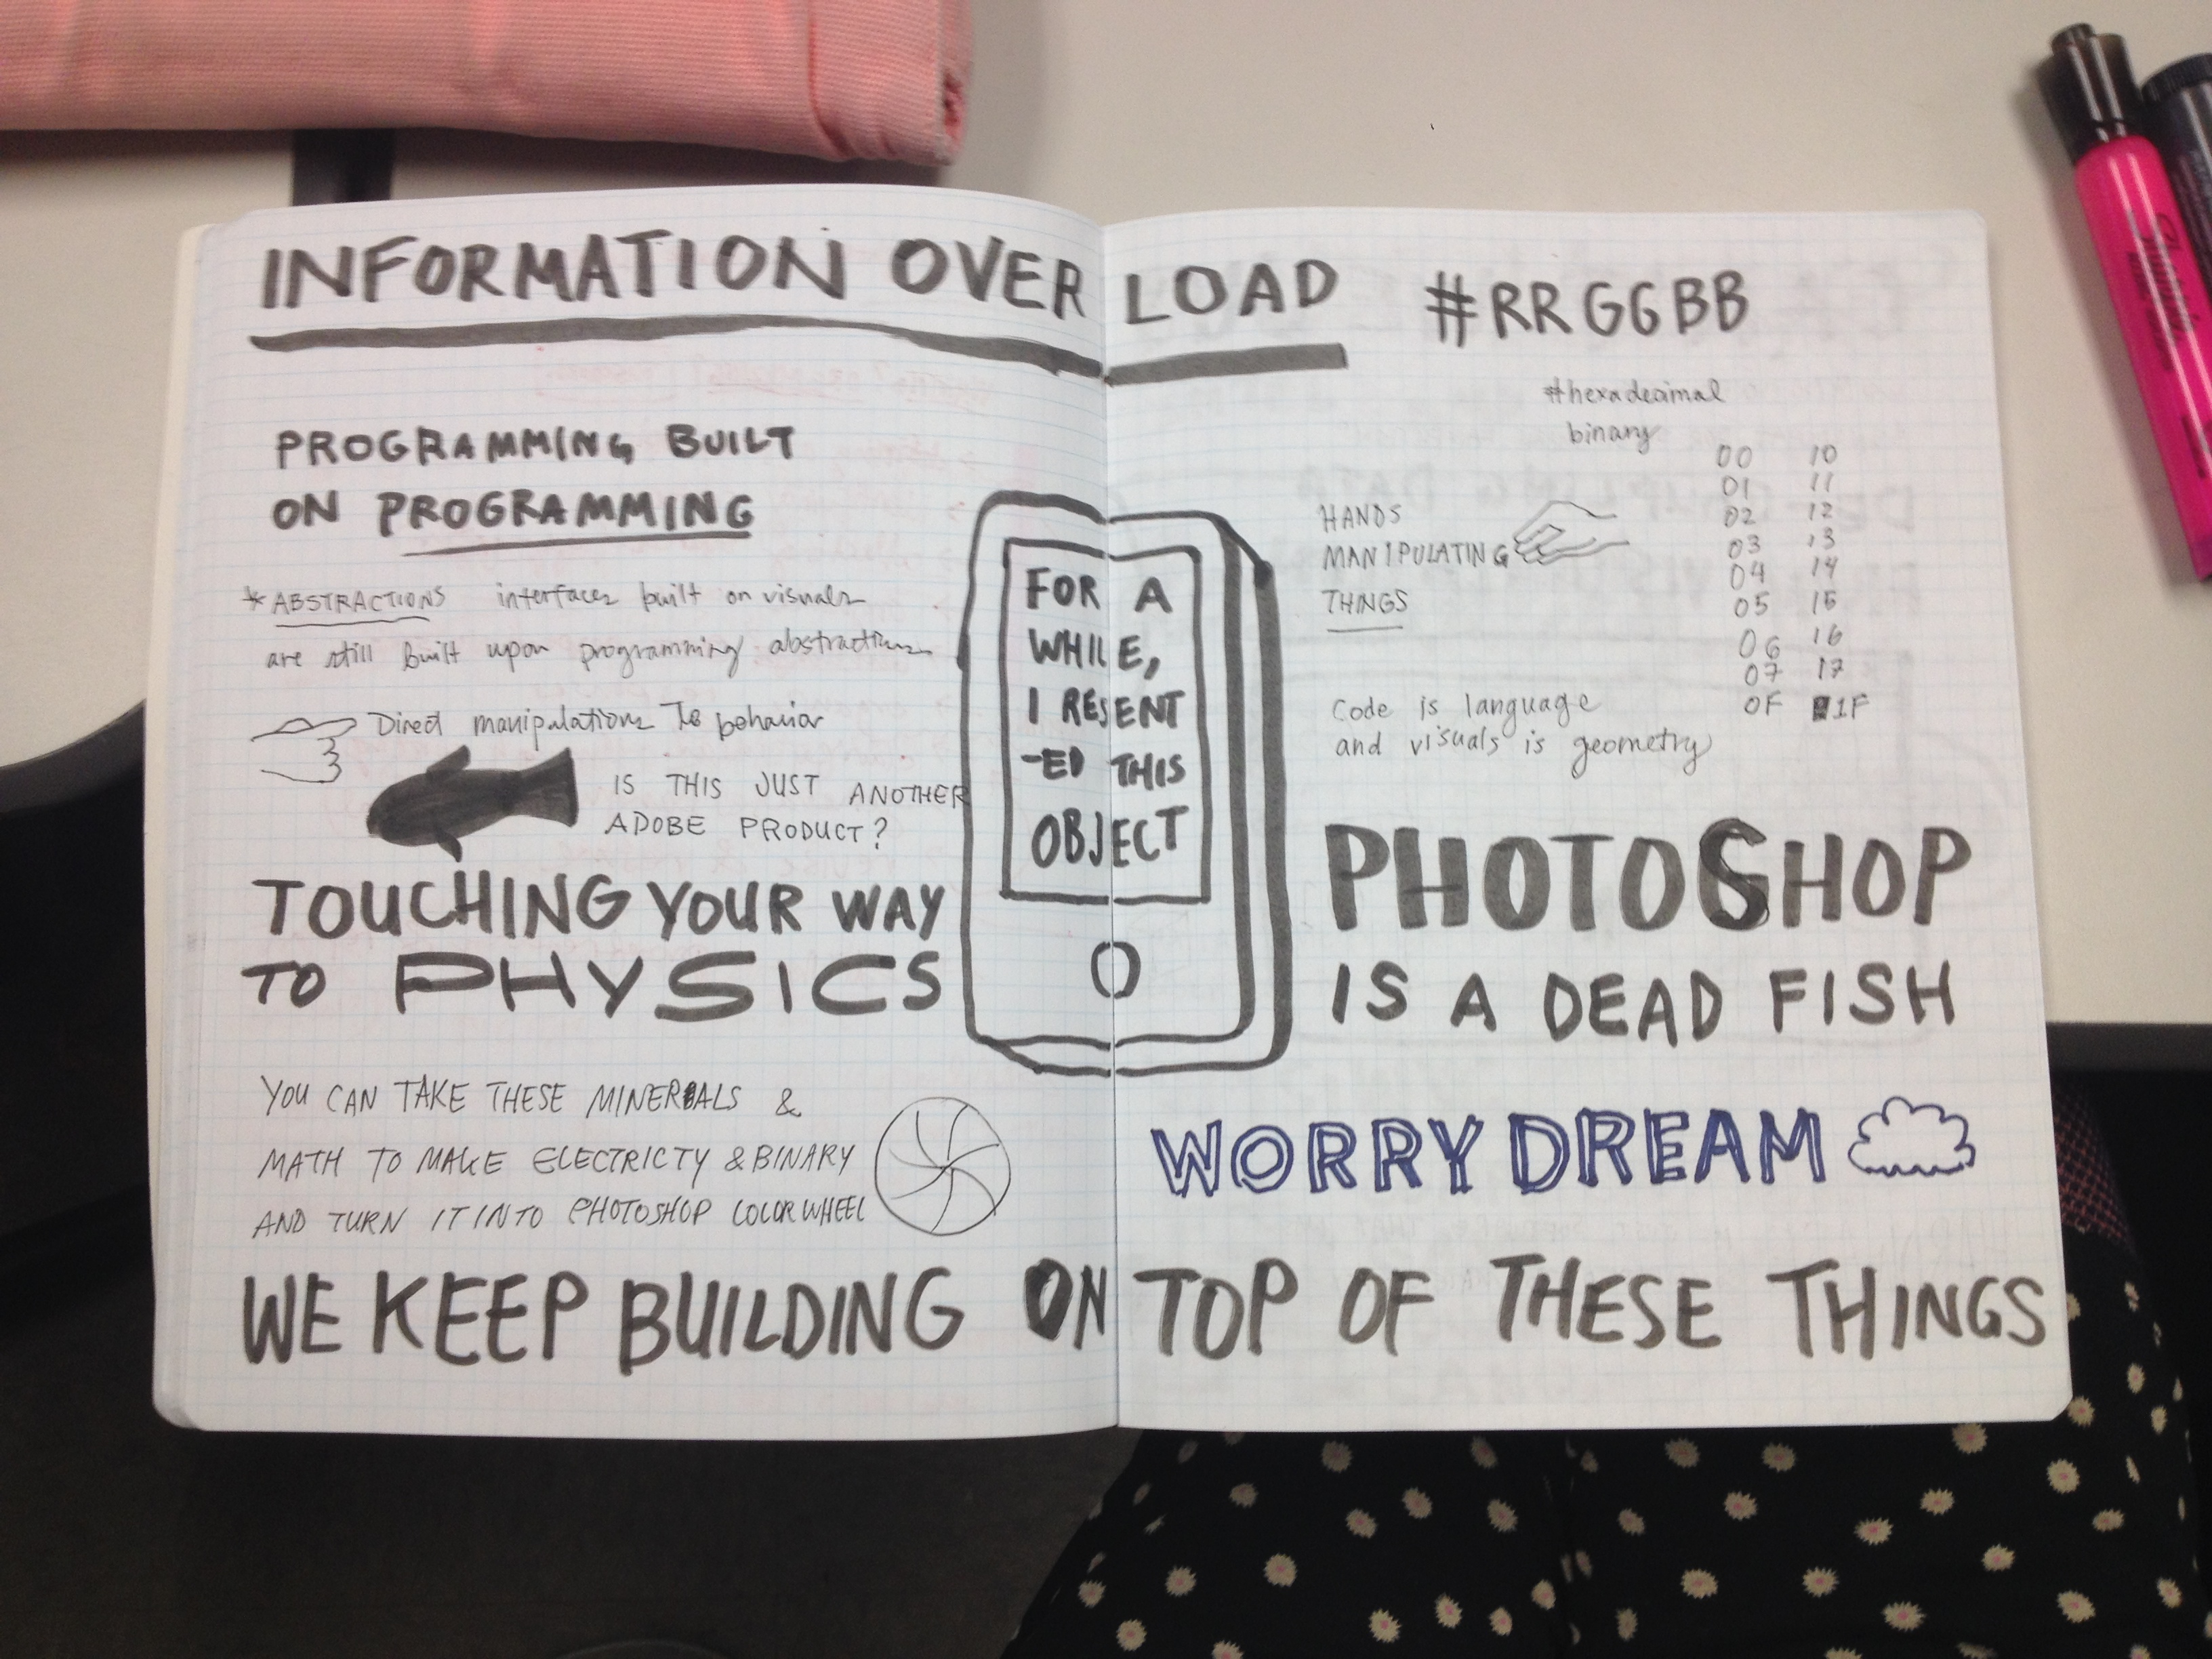 INFORMATION OVERLOAD
#RRGGBB
PROGRAMMING BUILT
ON PROGRAMMING
* ABSTRACTIONS interfaces built on visuals
are still built upon programming abstractions
Direct manipulations To behavior
IS THIS JUST ANOTHER
ADOBE PRODUCT?
TOUCHING YOUR WAY
TO PHYSICS
YOU CAN TAKE THESE MINERALS &
MATH TO MAKE ELECTRICTY & BINARY
AND TURN IT INTO PHOTOSHOP COLOR WHEEL
FOR A
WHILE,
I RESENT
-ED THIS
OBJECT
#hexadecimal
binary
00 10
01 11
02 12
03 13
04 14
05 15
06 16
07 17
0F 1F
HANDS
MANIPULATING
THINGS
Code is language
and visuals is geometry
PHOTOSHOP
IS A DEAD FISH
WORRY DREAM
WE KEEP BUILDING ON TOP OF THESE THINGS
Sharpie